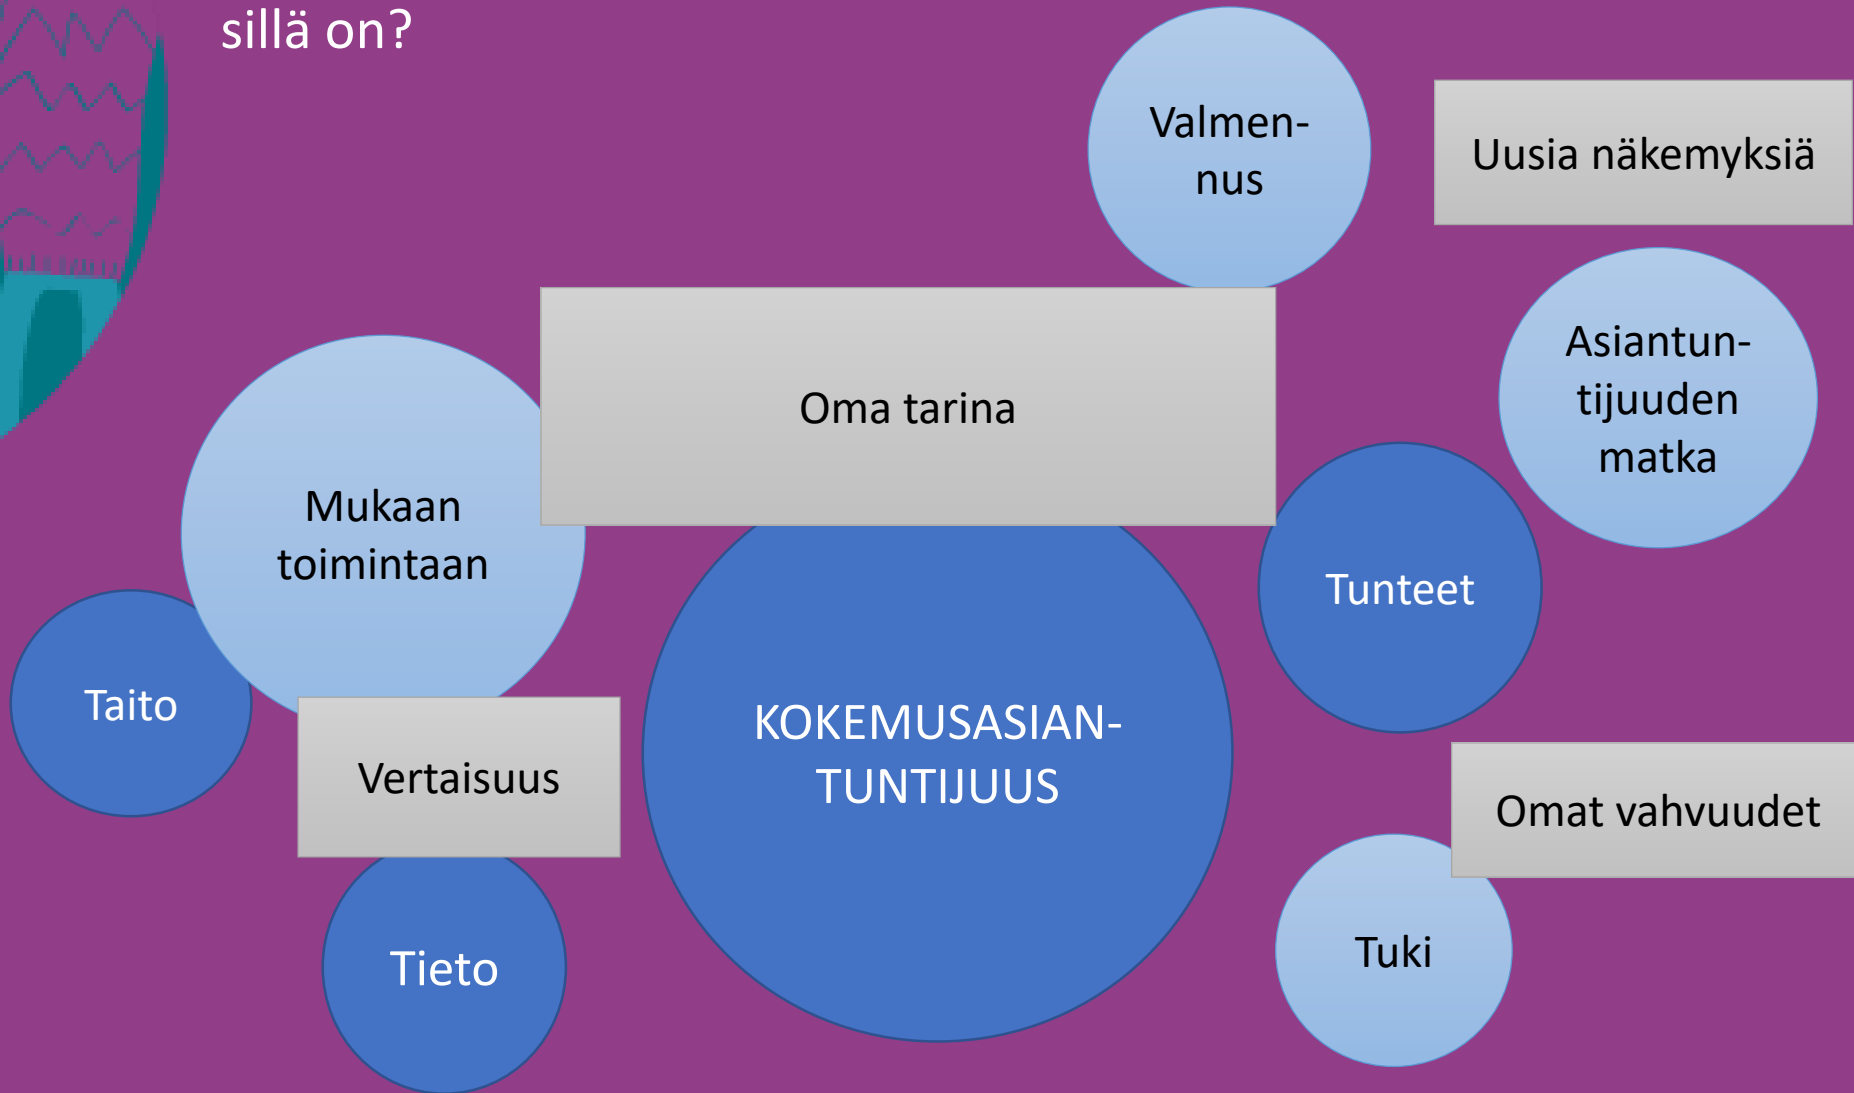 sillä on?
Valmen-
nus
Uusia näkemyksiä
Asiantun-
tijuuden
matka
Oma tarina
Mukaan
toimintaan
Tunteet
Taito
Vertaisuus
KOKEMUSASIAN-
TUNTIJUUS
Omat vahvuudet
Tieto
Tuki